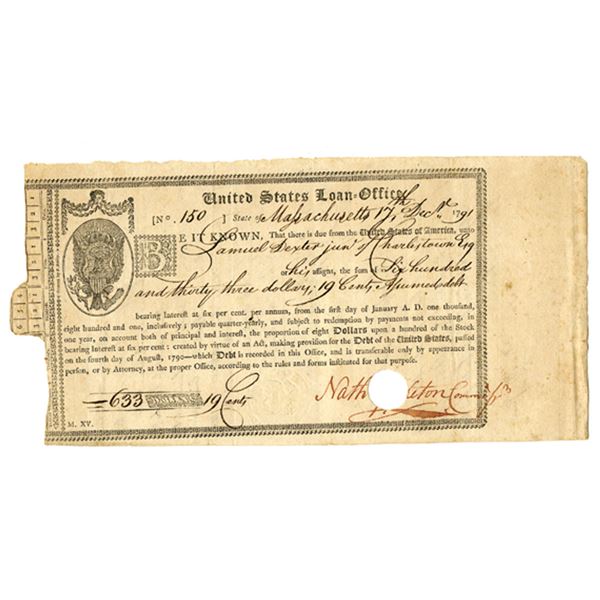 United States Loan-Office
[No. 150 ] State of Massachusetts 17th Decr. 1791
BE IT KNOWN, That there is due from the United States of America, unto
Samuel Dexter junr. of Charlestown Esq
or his assigns, the sum of Six hundred
and thirty three dollars, 19 Cents, Assumed debt
bearing Interest at six per cent. per annum, from the first day of January A. D. one thousand,
eight hundred and one, inclusively; payable quarter-yearly, and subject to redemption by payments not exceeding, in
one year, on account both of principal and interest, the proportion of eight Dollars upon a hundred of the Stock
bearing Interest at six per cent: created by virtue of an Act, making provision for the Debt of the United States, passed
on the fourth day of August, 1790—which Debt is recorded in this Office, and is transferable only by appearance in
person, or by Attorney, at the proper Office, according to the rules and forms instituted for that purpose.
633 DOLLARS 19 Cents
Nath eton Commiss
M. XV.